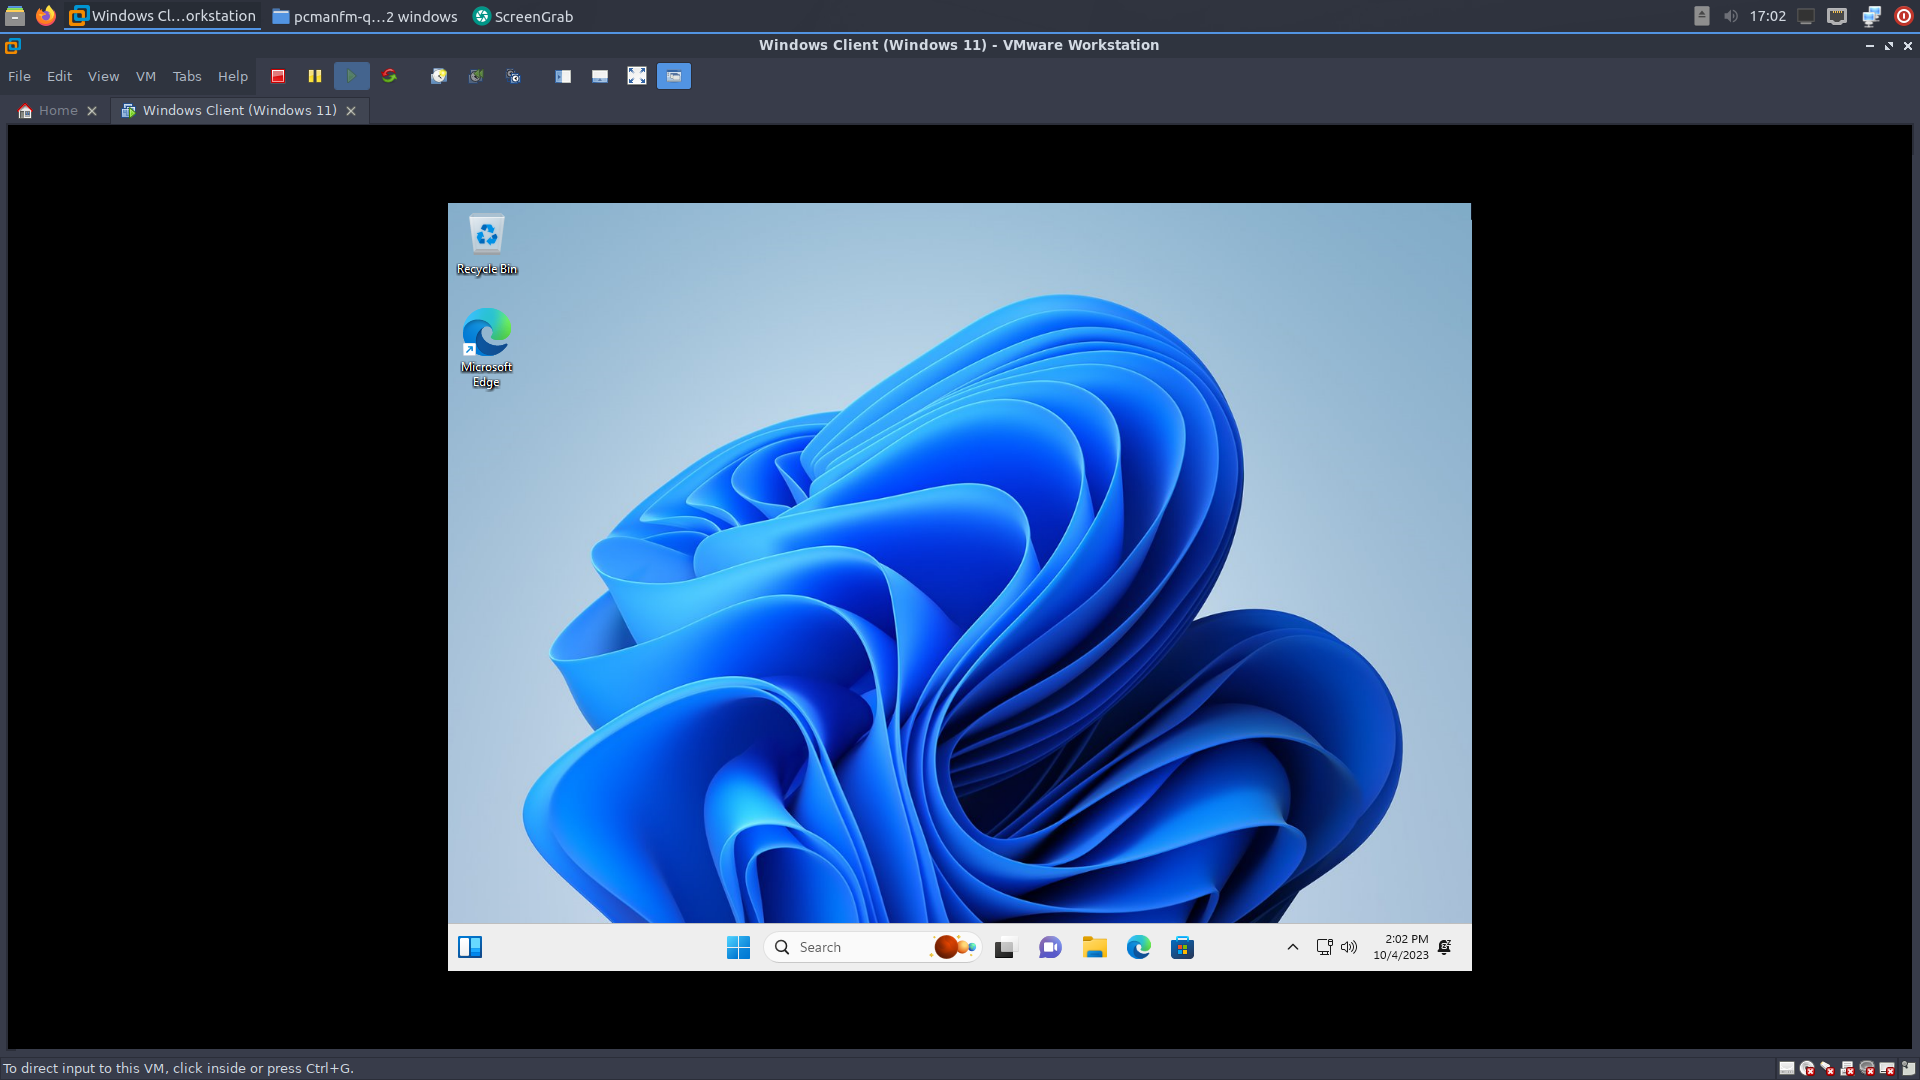 Windows Cl...orkstation
pcmanfm-q...2 windows
ScreenGrab
17:02
Windows Client (Windows 11) - VMware Workstation
File Edit View VM Tabs Help
Home
Windows Client (Windows 11)
Recycle Bin
Microsoft
Edge
Search
2:02 PM
10/4/2023
To direct input to this VM, click inside or press Ctrl+G.